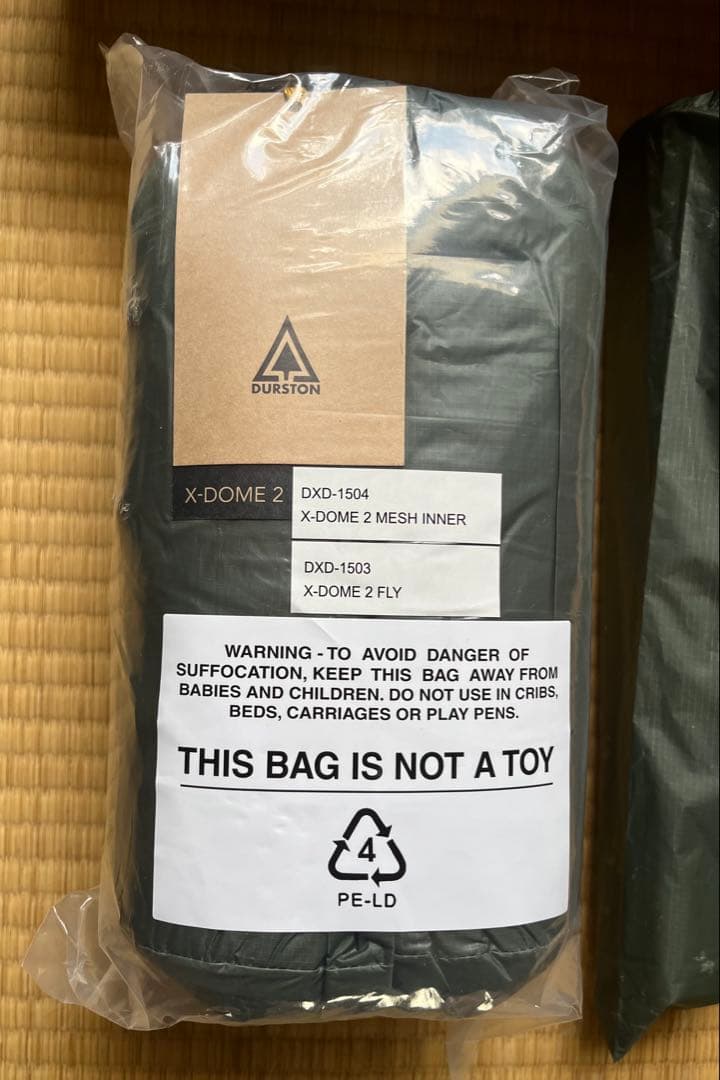 DURSTON
X-DOME 2
DXD-1504
X-DOME 2 MESH INNER
DXD-1503
X-DOME 2 FLY
WARNING - TO AVOID DANGER OF
SUFFOCATION, KEEP THIS BAG AWAY FROM
BABIES AND CHILDREN. DO NOT USE IN CRIBS,
BEDS, CARRIAGES OR PLAY PENS.
THIS BAG IS NOT A TOY
4
PE-LD